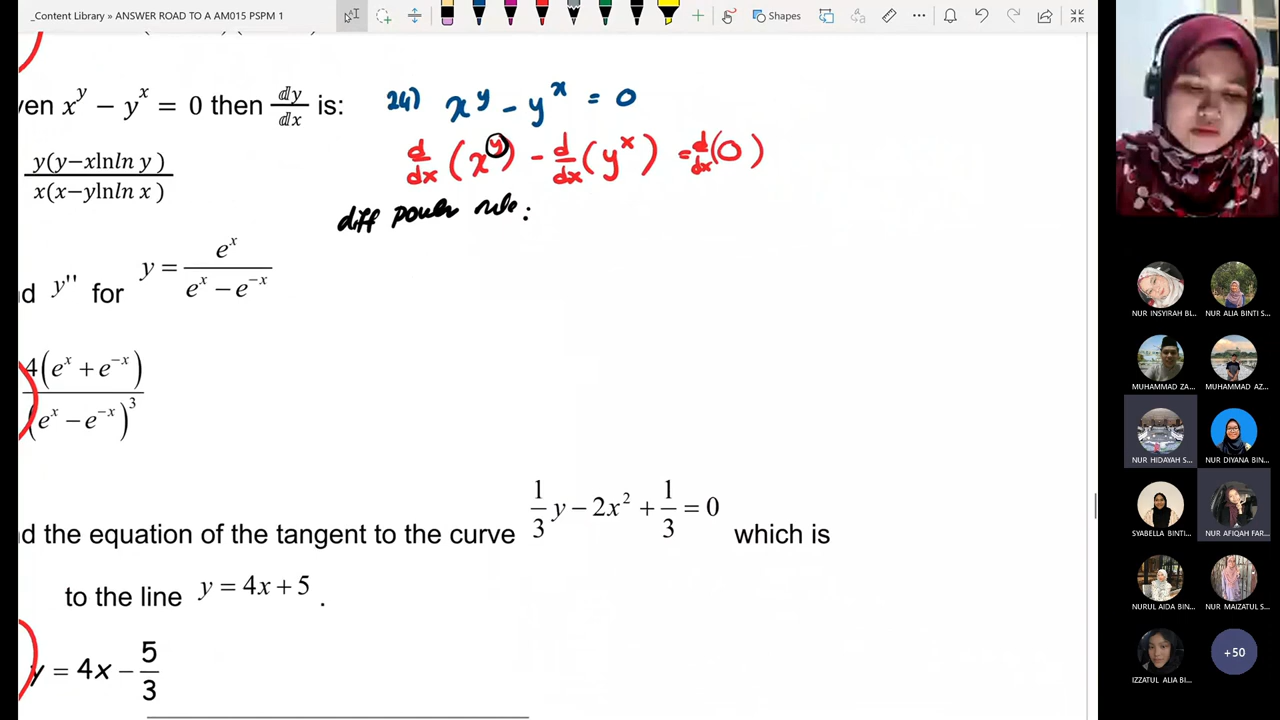 _Content Library » ANSWER ROAD TO A AM015 PSPM 1
Shapes
ven x^y − y^x = 0 then dy/dx is:
y(y−xlnln y)/x(x−ylnln x)
24) x^y − y^x = 0
d/dx (x^y) − d/dx (y^x) = d/dx (0)
diff power rule:
d y'' for y = e^x/(e^x − e^−x)
4(e^x + e^−x)/(e^x − e^−x)^3
d the equation of the tangent to the curve 1/3 y − 2x^2 + 1/3 = 0 which is
to the line y = 4x + 5 .
y = 4x − 5/3
NUR INSYIRAH BI...
NUR ALIA BINTI S...
MUHAMMAD ZA...
MUHAMMAD AZ...
NUR HIDAYAH S...
NUR DIYANA BIN...
SYABELLA BINTI...
NUR AFIQAH FAR...
NURUL AIDA BIN...
NUR MAIZATUL S...
IZZATUL ALIA BI...
+50